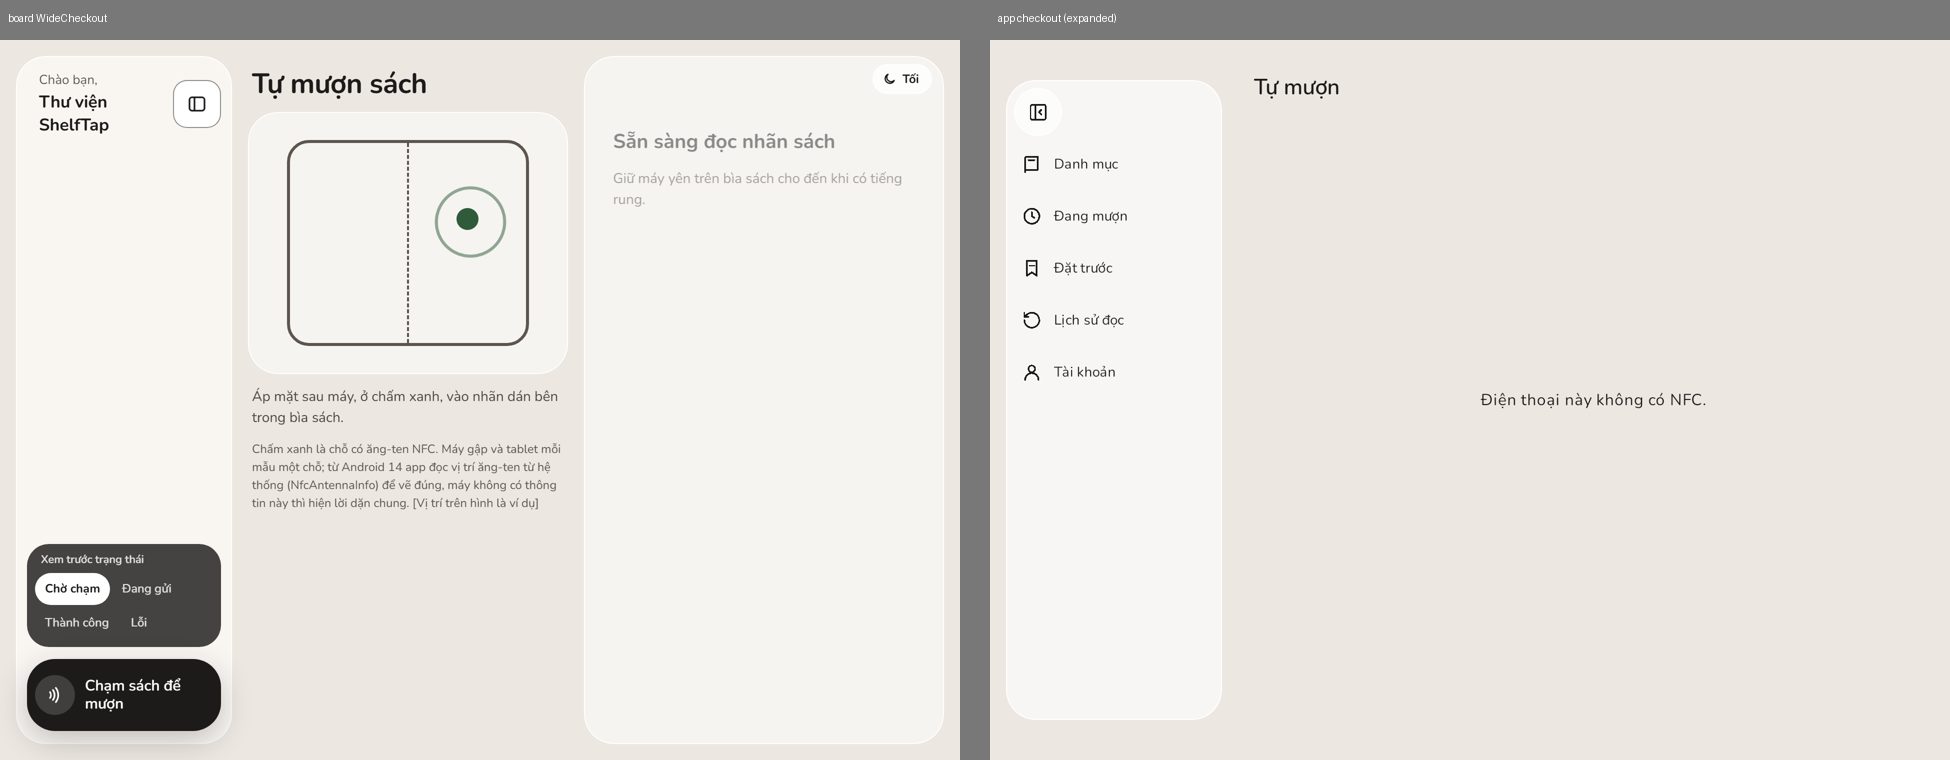 board WideCheckout
Chào bạn,
Thư viện
ShelfTap
Tự mượn sách
Áp mặt sau máy, ở chấm xanh, vào nhãn dán bên
trong bìa sách.
Chấm xanh là chỗ có ăng-ten NFC. Máy gập và tablet mỗi
mẫu một chỗ; từ Android 14 app đọc vị trí ăng-ten từ hệ
thống (NfcAntennaInfo) để vẽ đúng, máy không có thông
tin này thì hiện lời dặn chung. [Vị trí trên hình là ví dụ]
Tối
Sẵn sàng đọc nhãn sách
Giữ máy yên trên bìa sách cho đến khi có tiếng
rung.
Xem trước trạng thái
Chờ chạm
Đang gửi
Thành công
Lỗi
Chạm sách để
mượn
app checkout (expanded)
Tự mượn
Danh mục
Đang mượn
Đặt trước
Lịch sử đọc
Tài khoản
Điện thoại này không có NFC.